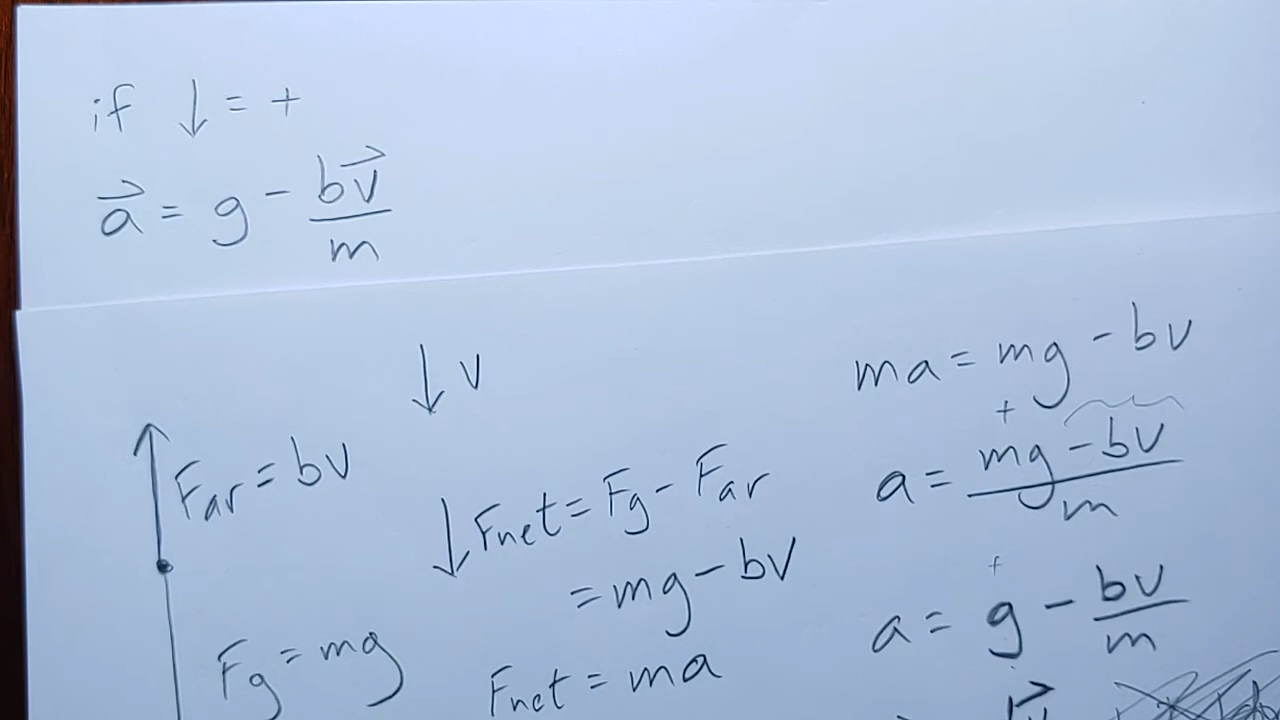 if ↓ = +
a⃗ = g - bv⃗/m
↓ v
ma = mg - bv
Far = bv
+
a = mg - bv/m
↓ Fnet = Fg - Far
= mg - bv
+
a = g - bv/m
Fg = mg
Fnet = ma